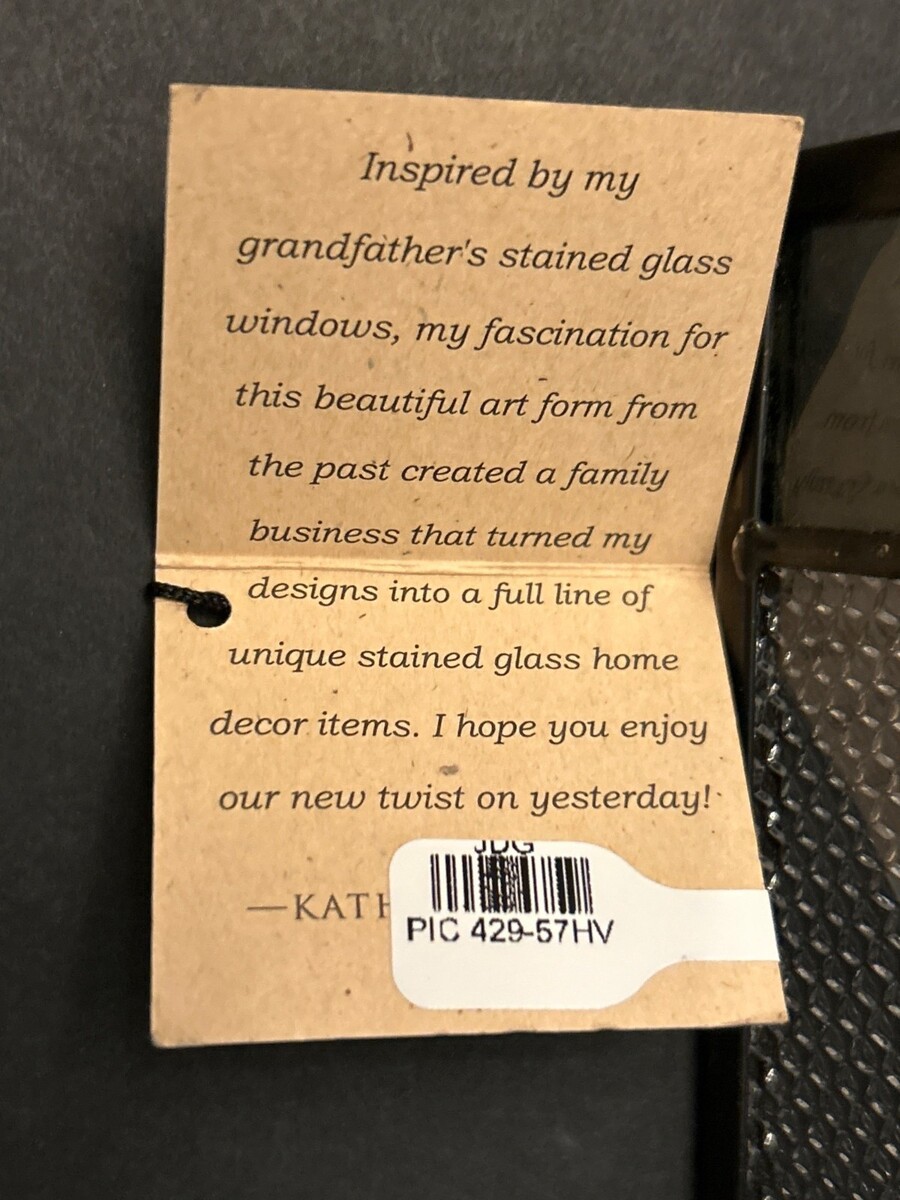 Inspired by my
grandfather's stained glass
windows, my fascination for
this beautiful art form from
the past created a family
business that turned my
designs into a full line of
unique stained glass home
decor items. I hope you enjoy
our new twist on yesterday!
JDG
PIC 429-57HV